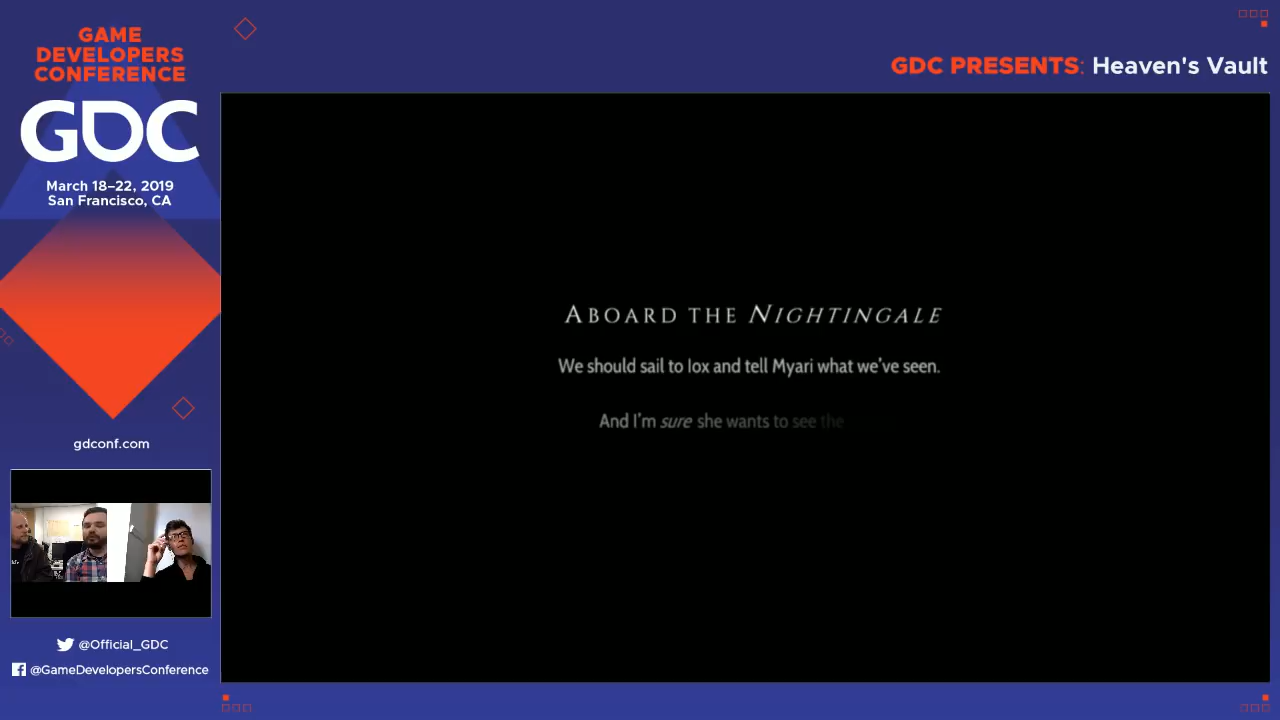 GAME
DEVELOPERS
CONFERENCE
GDC
March 18–22, 2019
San Francisco, CA
gdconf.com
@Official_GDC
@GameDevelopersConference
GDC PRESENTS: Heaven's Vault
ABOARD THE NIGHTINGALE
We should sail to Iox and tell Myari what we've seen.
And I'm sure she wants to see the